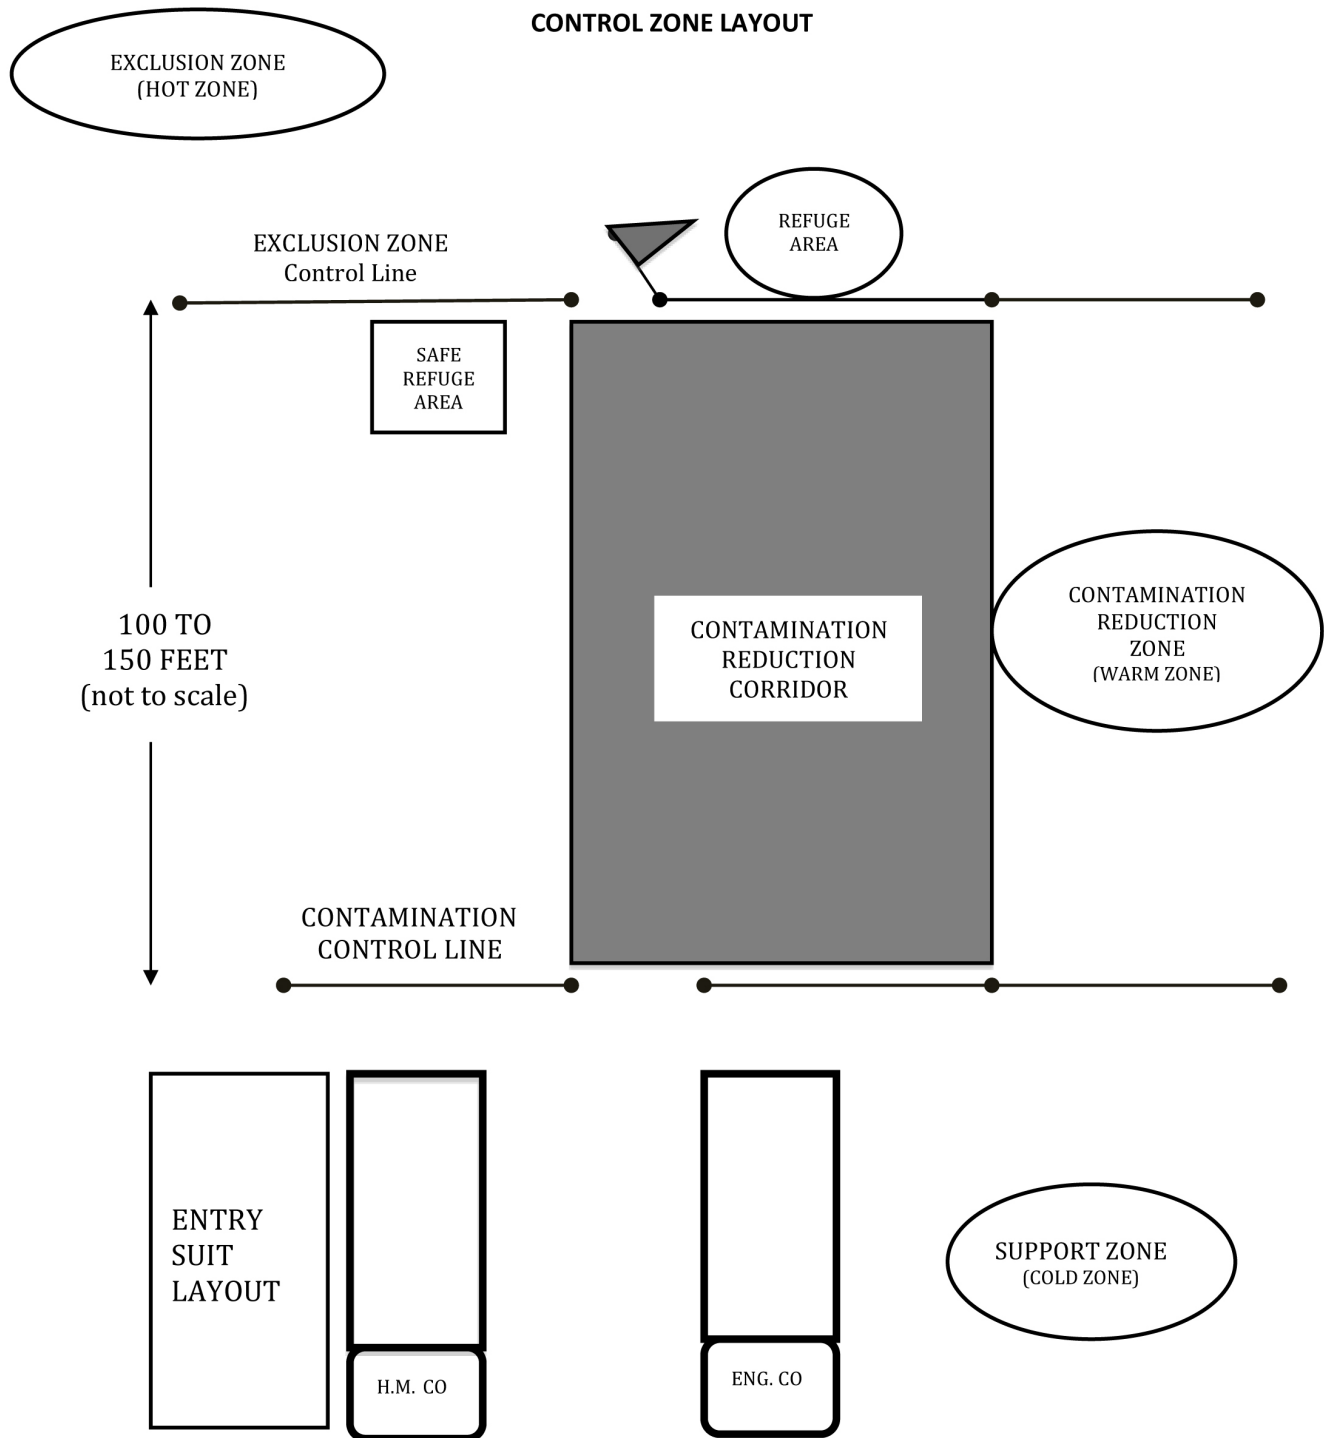 CONTROL ZONE LAYOUT
EXCLUSION ZONE
(HOT ZONE)
REFUGE
AREA
EXCLUSION ZONE
Control Line
SAFE
REFUGE
AREA
100 TO
150 FEET
(not to scale)
CONTAMINATION
REDUCTION
CORRIDOR
CONTAMINATION
REDUCTION
ZONE
(WARM ZONE)
CONTAMINATION
CONTROL LINE
ENTRY
SUIT
LAYOUT
H.M. CO
ENG. CO
SUPPORT ZONE
(COLD ZONE)